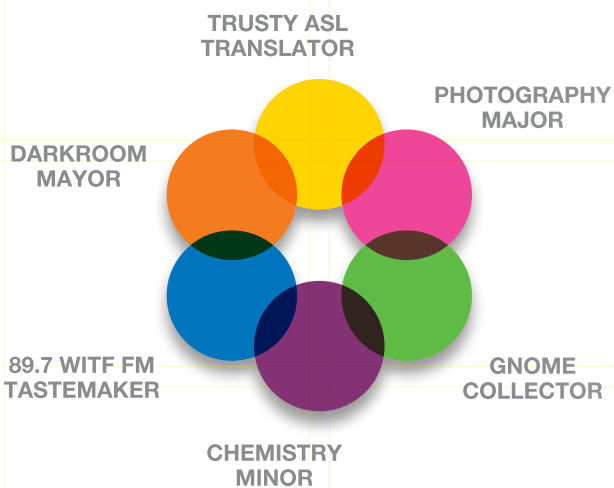 TRUSTY ASL
TRANSLATOR
PHOTOGRAPHY
MAJOR
DARKROOM
MAYOR
89.7 WITF FM
TASTEMAKER
GNOME
COLLECTOR
CHEMISTRY
MINOR